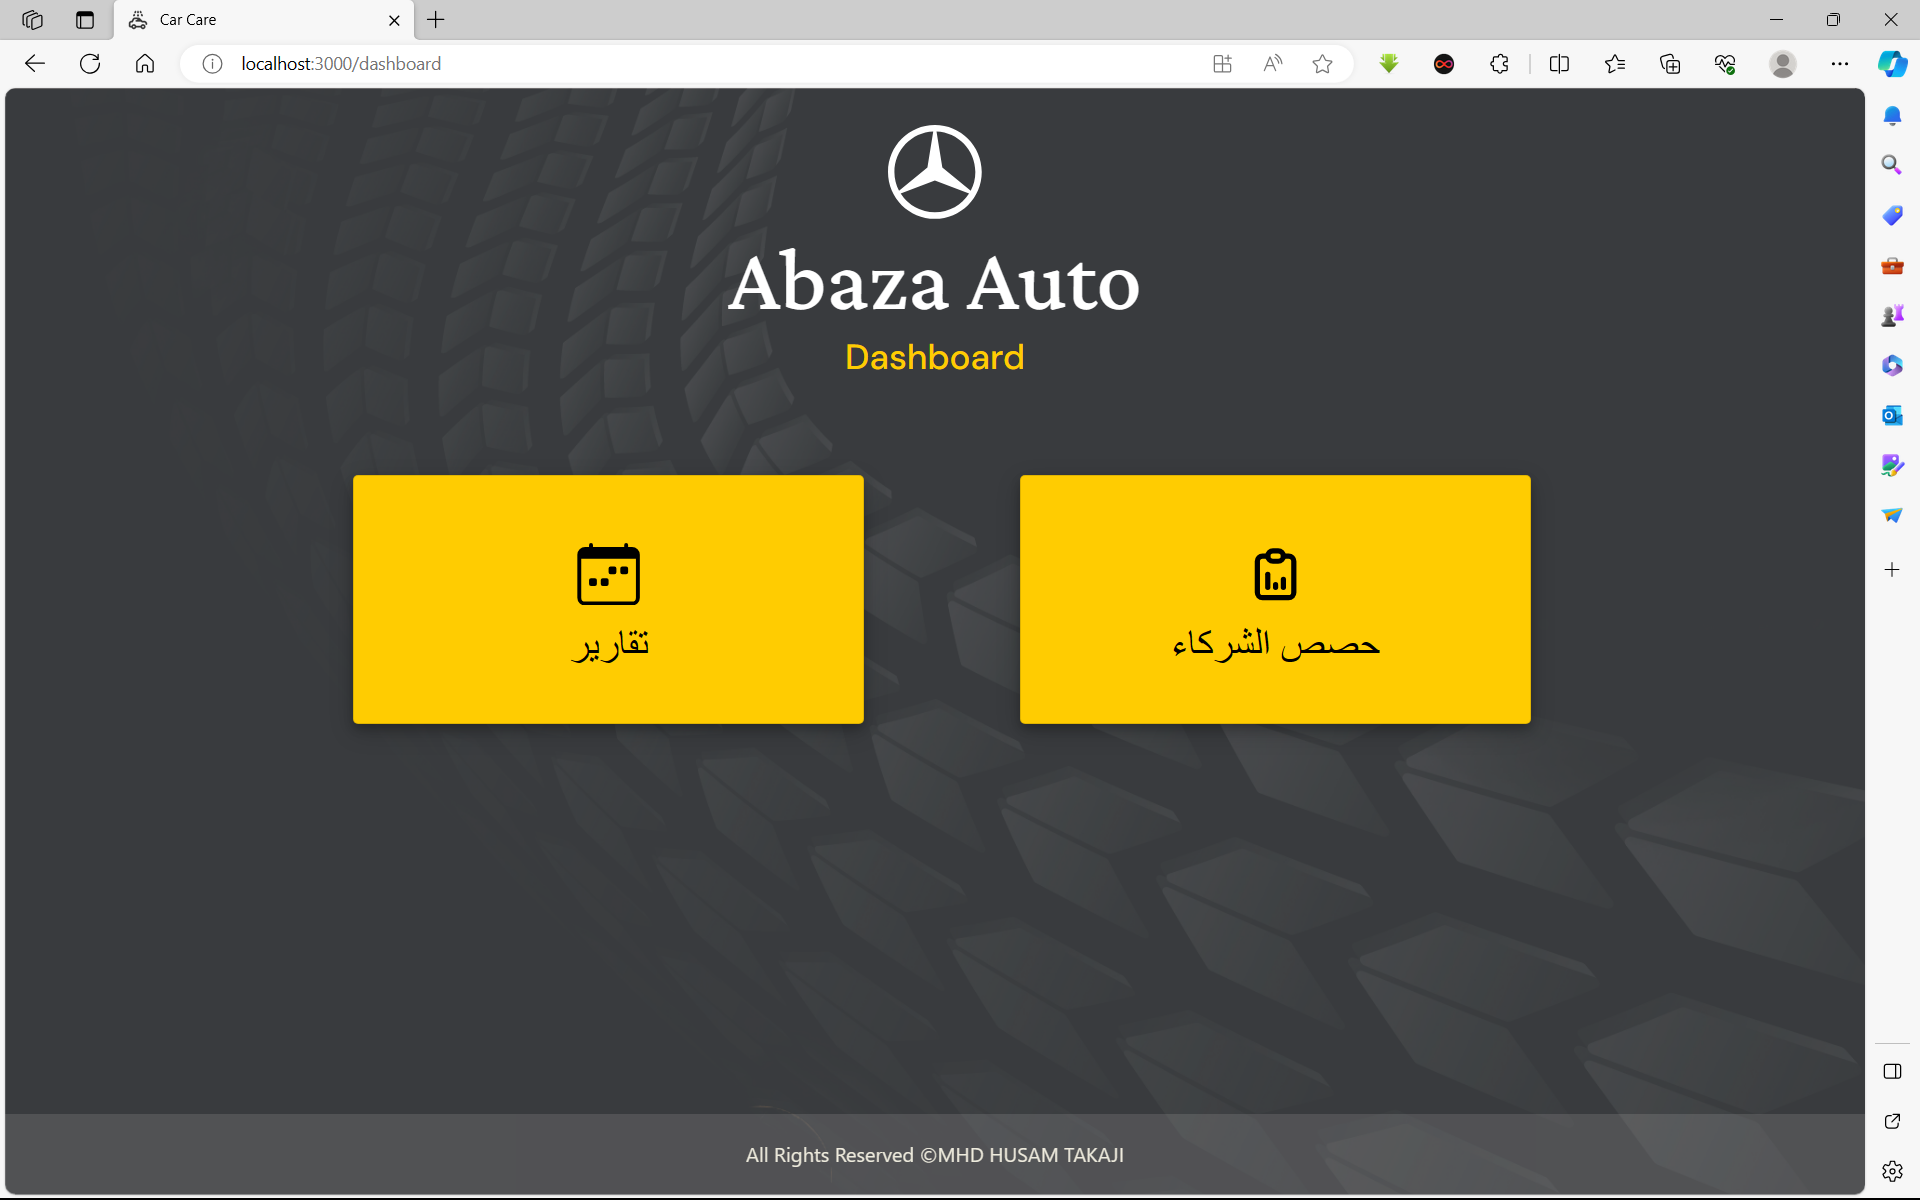 Car Care
localhost:3000/dashboard
Abaza Auto
Dashboard
حصص الشركاء
تقارير
All Rights Reserved ©MHD HUSAM TAKAJI